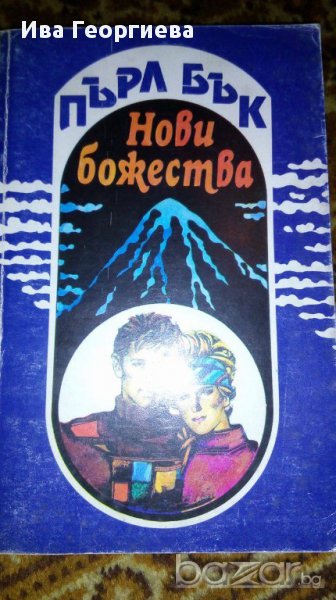 Ива Георгиева
ПЪРЛ БЪК
Нови
божества
bazar.bg